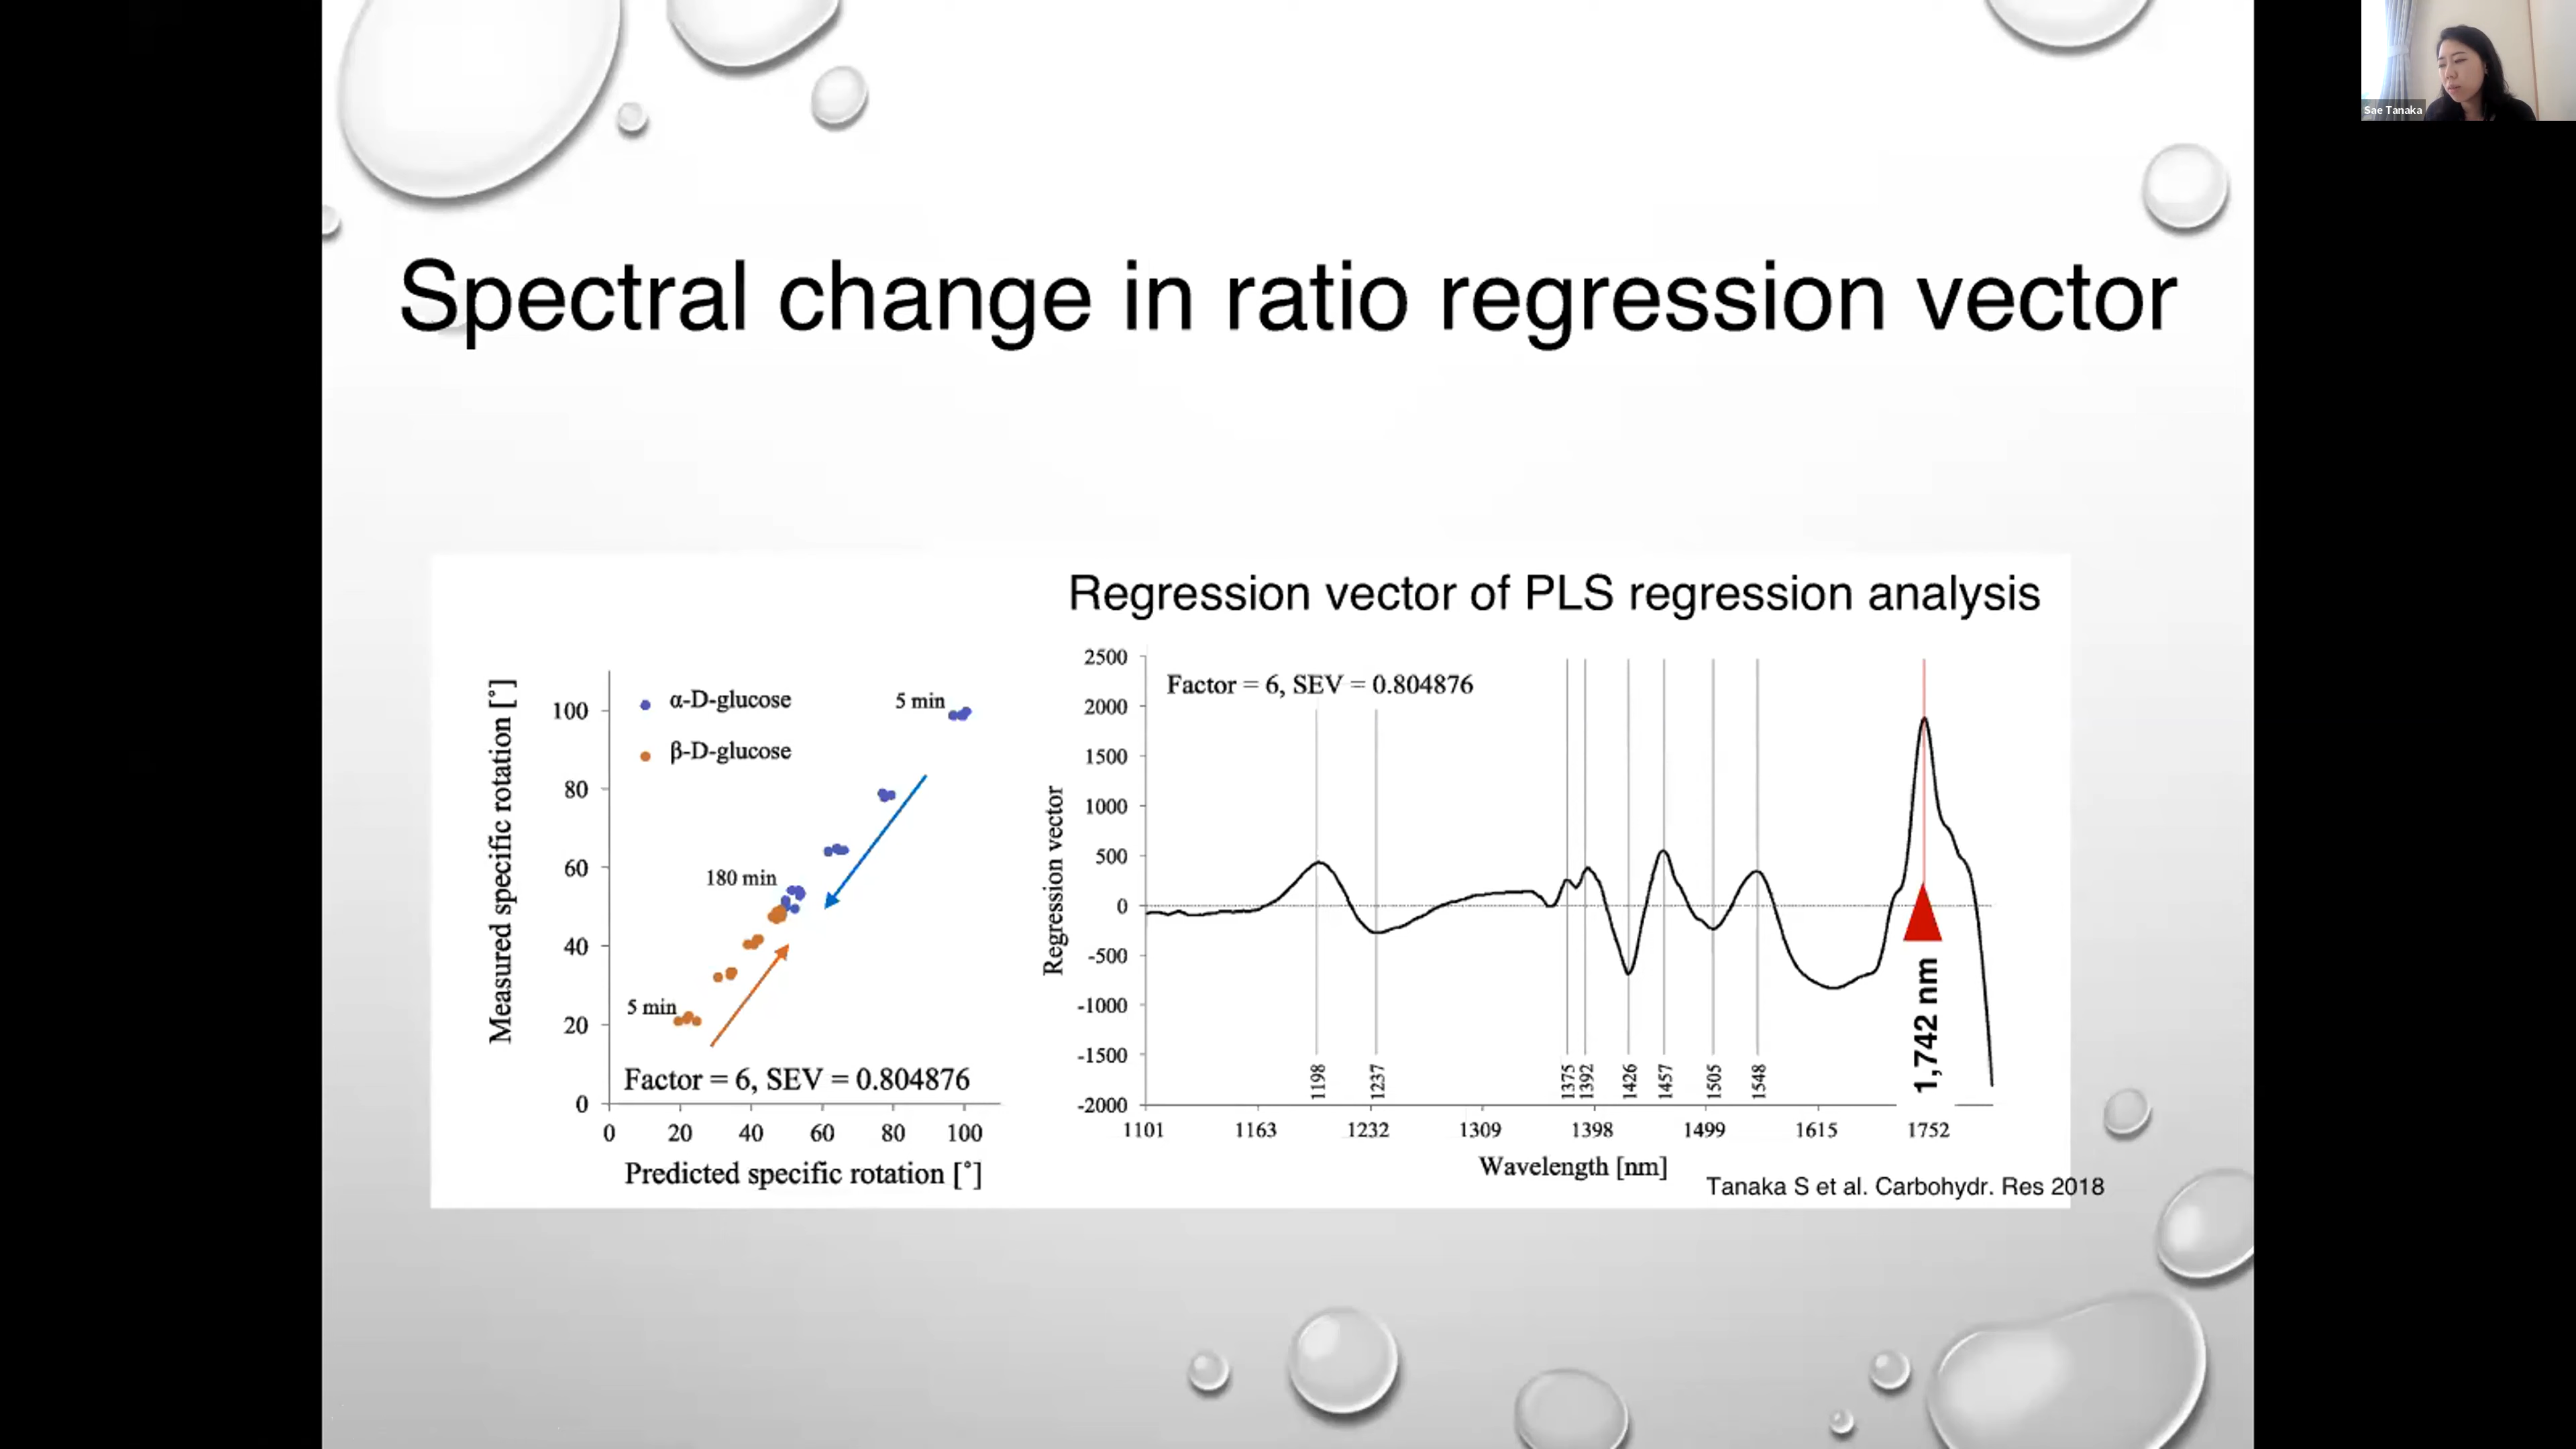 Sae Tanaka
Spectral change in ratio regression vector
Regression vector of PLS regression analysis
Measured specific rotation [°]
100
80
60
40
20
0
α-D-glucose
β-D-glucose
5 min
180 min
5 min
Factor = 6, SEV = 0.804876
0 20 40 60 80 100
Predicted specific rotation [°]
Regression vector
2500
2000
1500
1000
500
0
-500
-1000
-1500
-2000
Factor = 6, SEV = 0.804876
1198 1237 1375 1392 1426 1457 1505 1548 1,742 nm
1101 1163 1232 1309 1398 1499 1615 1752
Wavelength [nm]
Tanaka S et al. Carbohydr. Res 2018